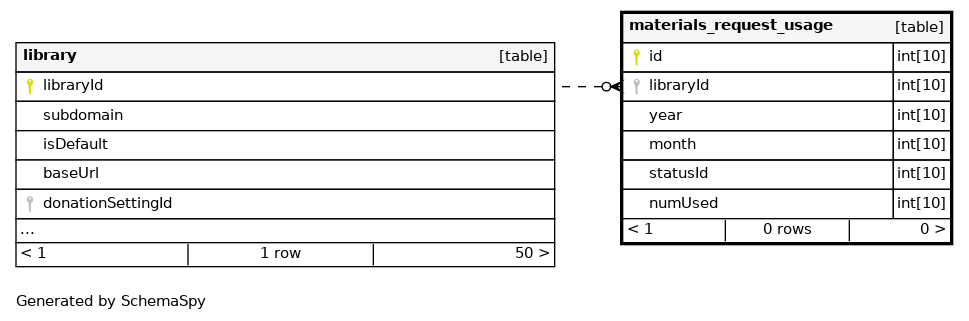 library [table]
libraryId
subdomain
isDefault
baseUrl
donationSettingId
...
< 1 1 row 50 >
materials_request_usage [table]
id int[10]
libraryId int[10]
year int[10]
month int[10]
statusId int[10]
numUsed int[10]
< 1 0 rows 0 >
Generated by SchemaSpy